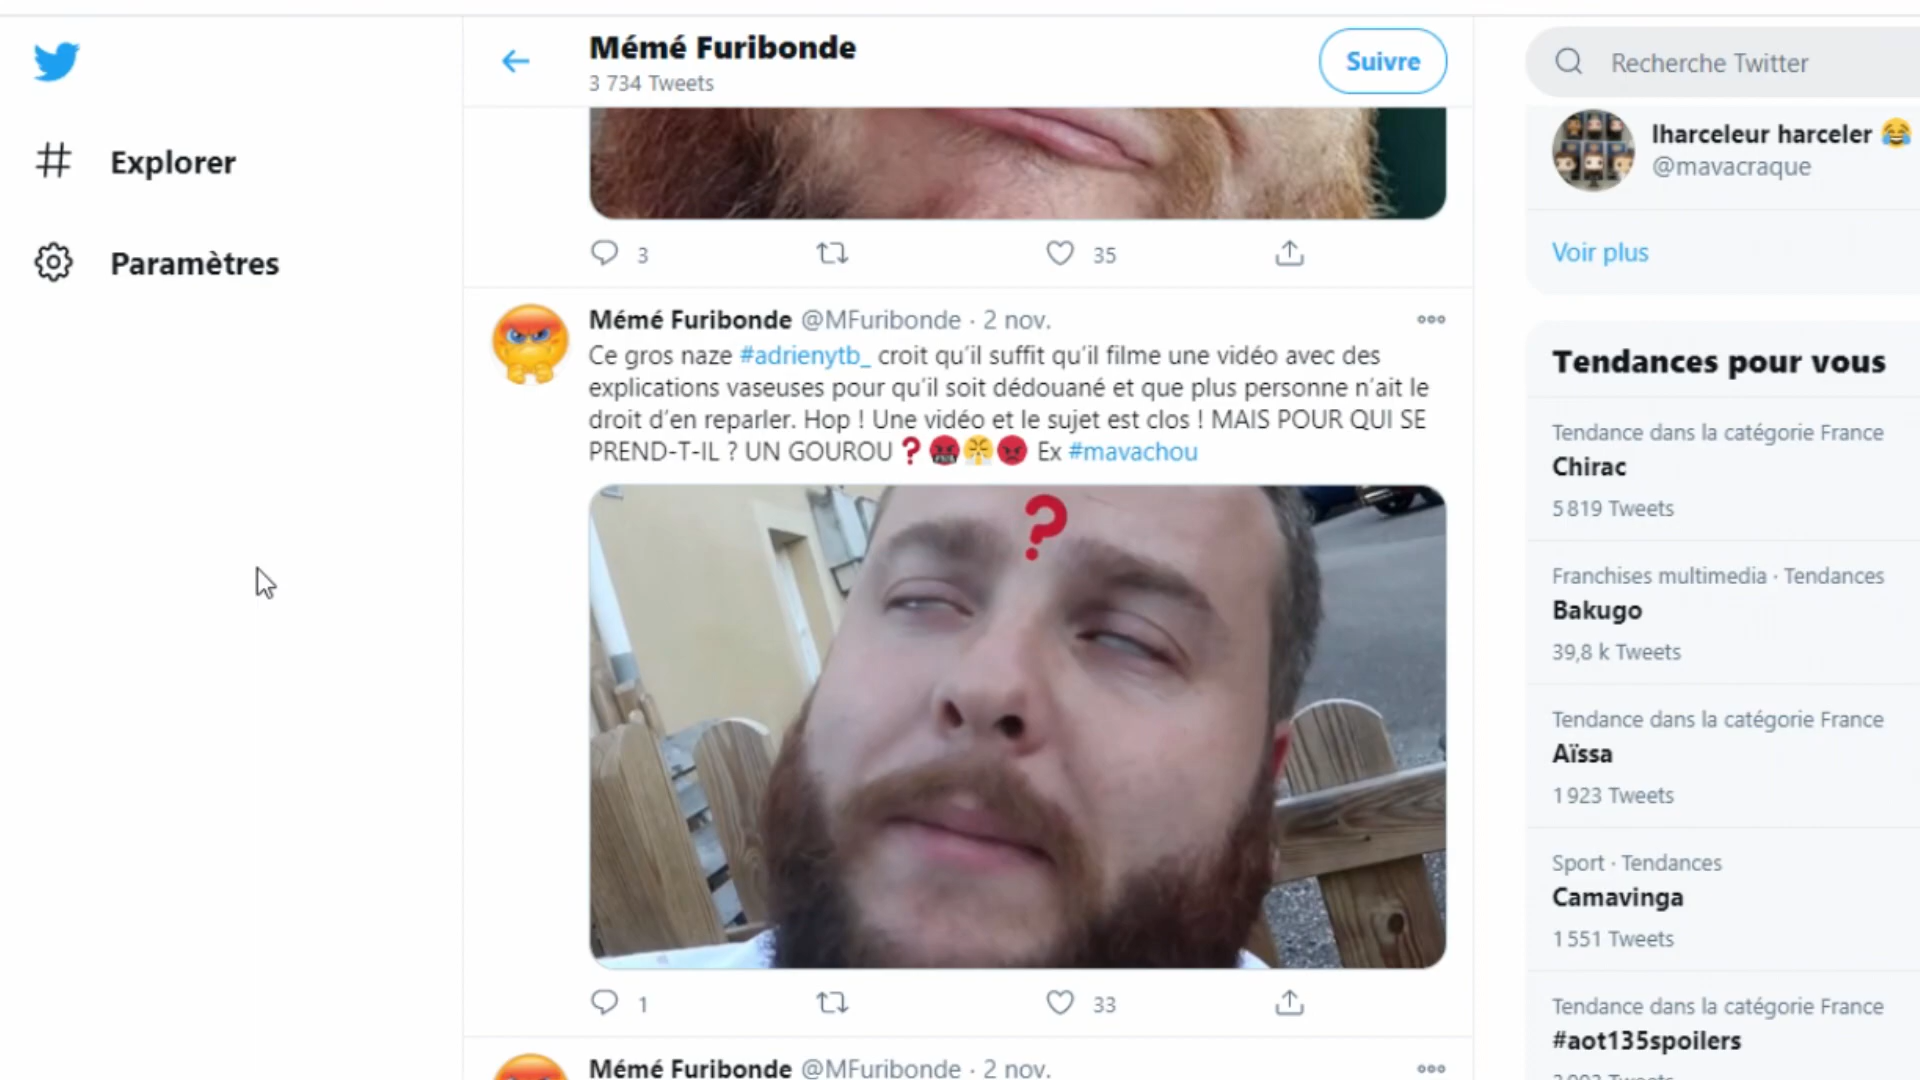 Mémé Furibonde
3 734 Tweets
Suivre
Recherche Twitter
Explorer
Paramètres
3
35
Mémé Furibonde @MFuribonde · 2 nov.
Ce gros naze #adrienytb_ croit qu'il suffit qu'il filme une vidéo avec des
explications vaseuses pour qu'il soit dédouané et que plus personne n'ait le
droit d'en reparler. Hop ! Une vidéo et le sujet est clos ! MAIS POUR QUI SE
PREND-T-IL ? UN GOUROU ❓🤬😤😡 Ex #mavachou
❓
1
33
Mémé Furibonde @MFuribonde · 2 nov.
lharceleur harceler 😂
@mavacraque
Voir plus
Tendances pour vous
Tendance dans la catégorie France
Chirac
5 819 Tweets
Franchises multimedia · Tendances
Bakugo
39,8 k Tweets
Tendance dans la catégorie France
Aïssa
1 923 Tweets
Sport · Tendances
Camavinga
1 551 Tweets
Tendance dans la catégorie France
#aot135spoilers